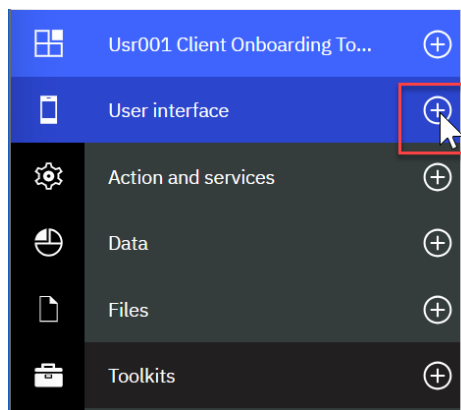 Usr001 Client Onboarding To...
User interface
Action and services
Data
Files
Toolkits